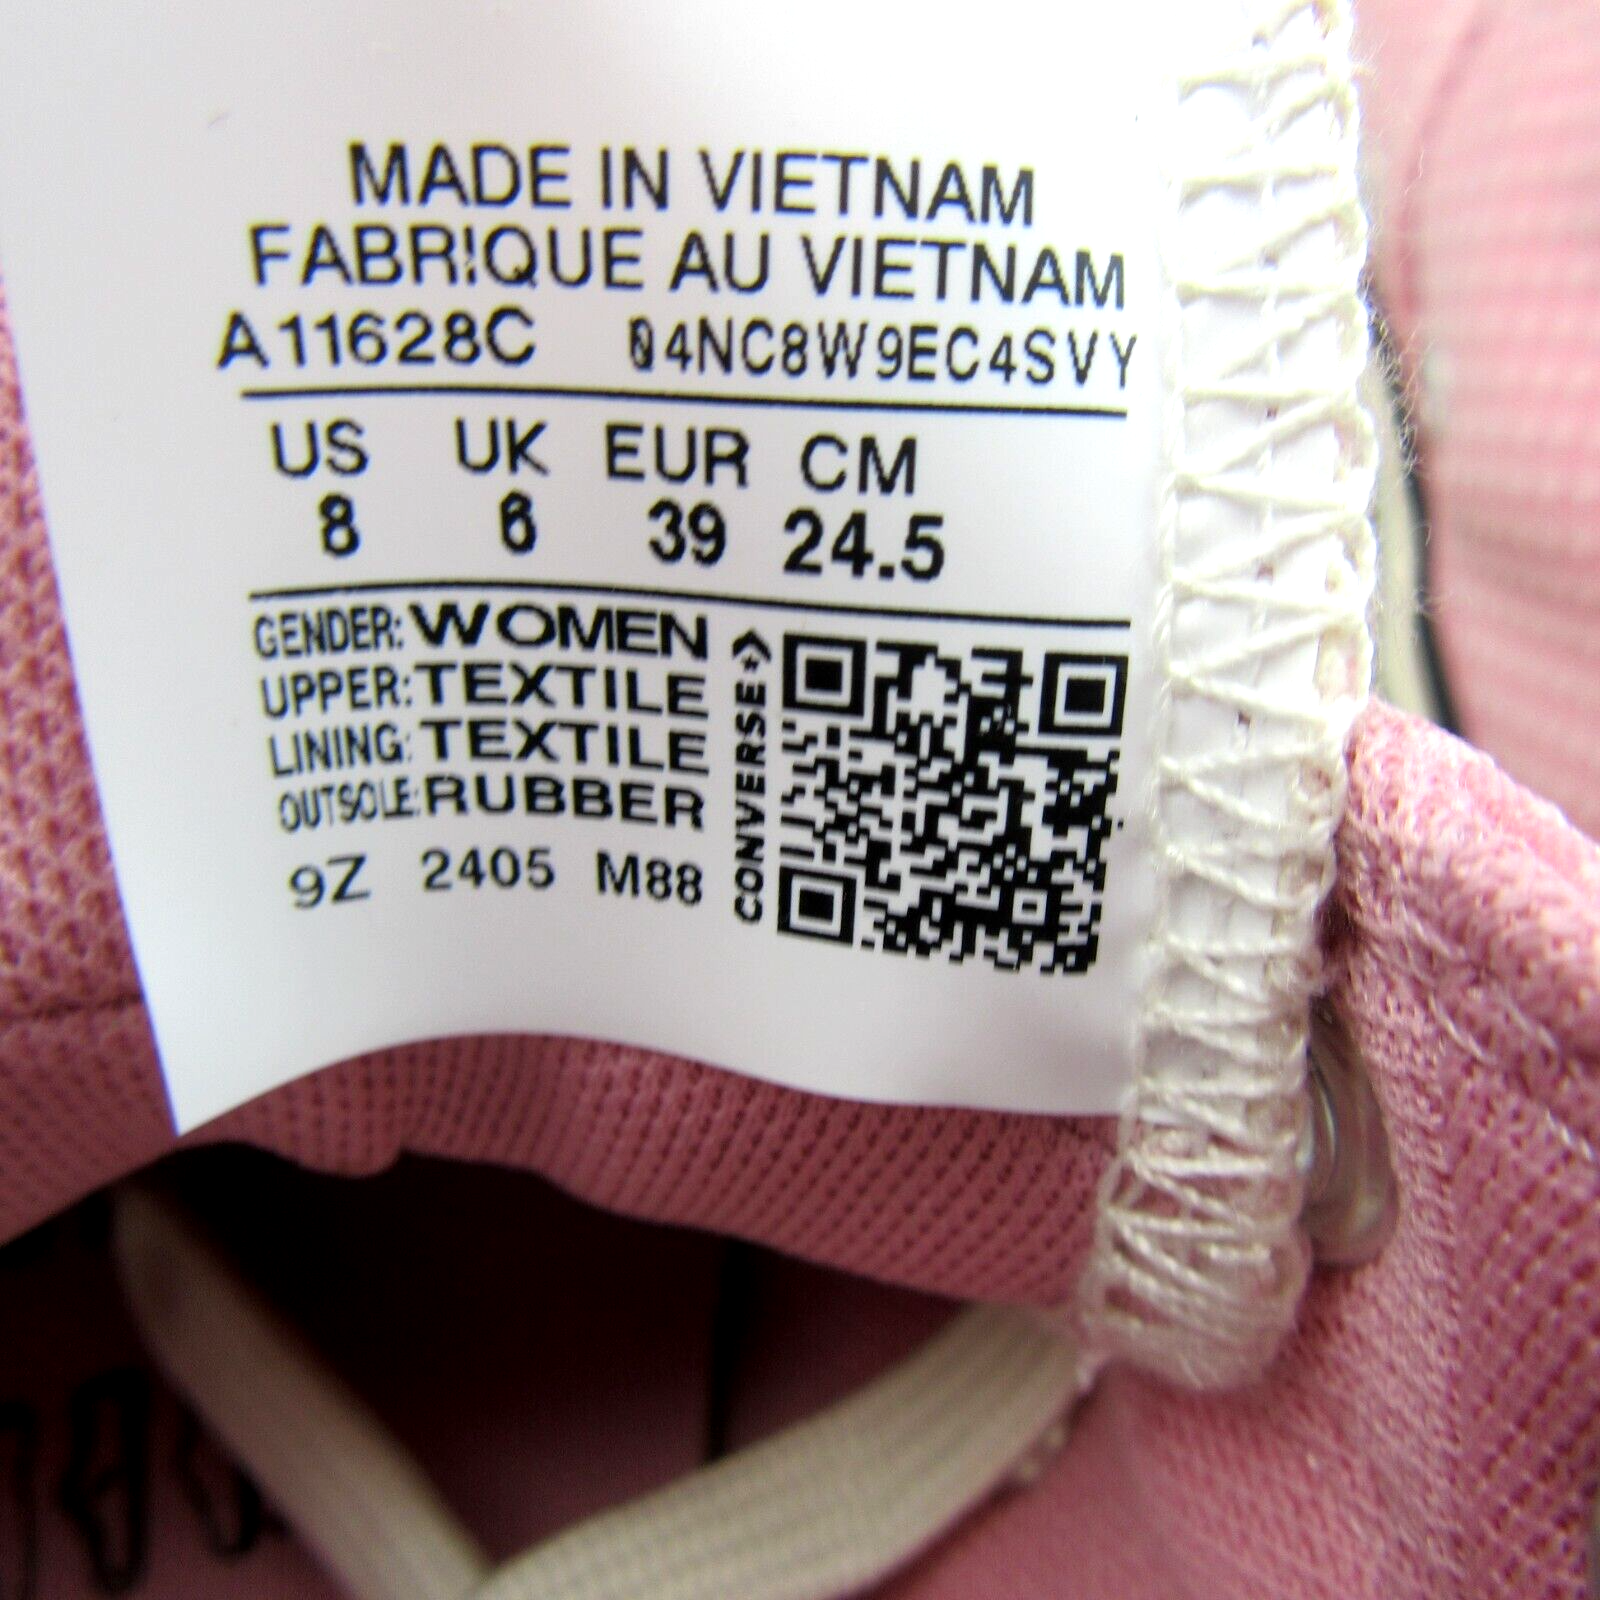 MADE IN VIETNAM
FABRIQUE AU VIETNAM
A11628C 04NC8W9EC4SVY
US UK EUR CM
8 6 39 24.5
GENDER: WOMEN
UPPER: TEXTILE
LINING: TEXTILE
OUTSOLE: RUBBER
9Z 2405 M88
CONVERSE